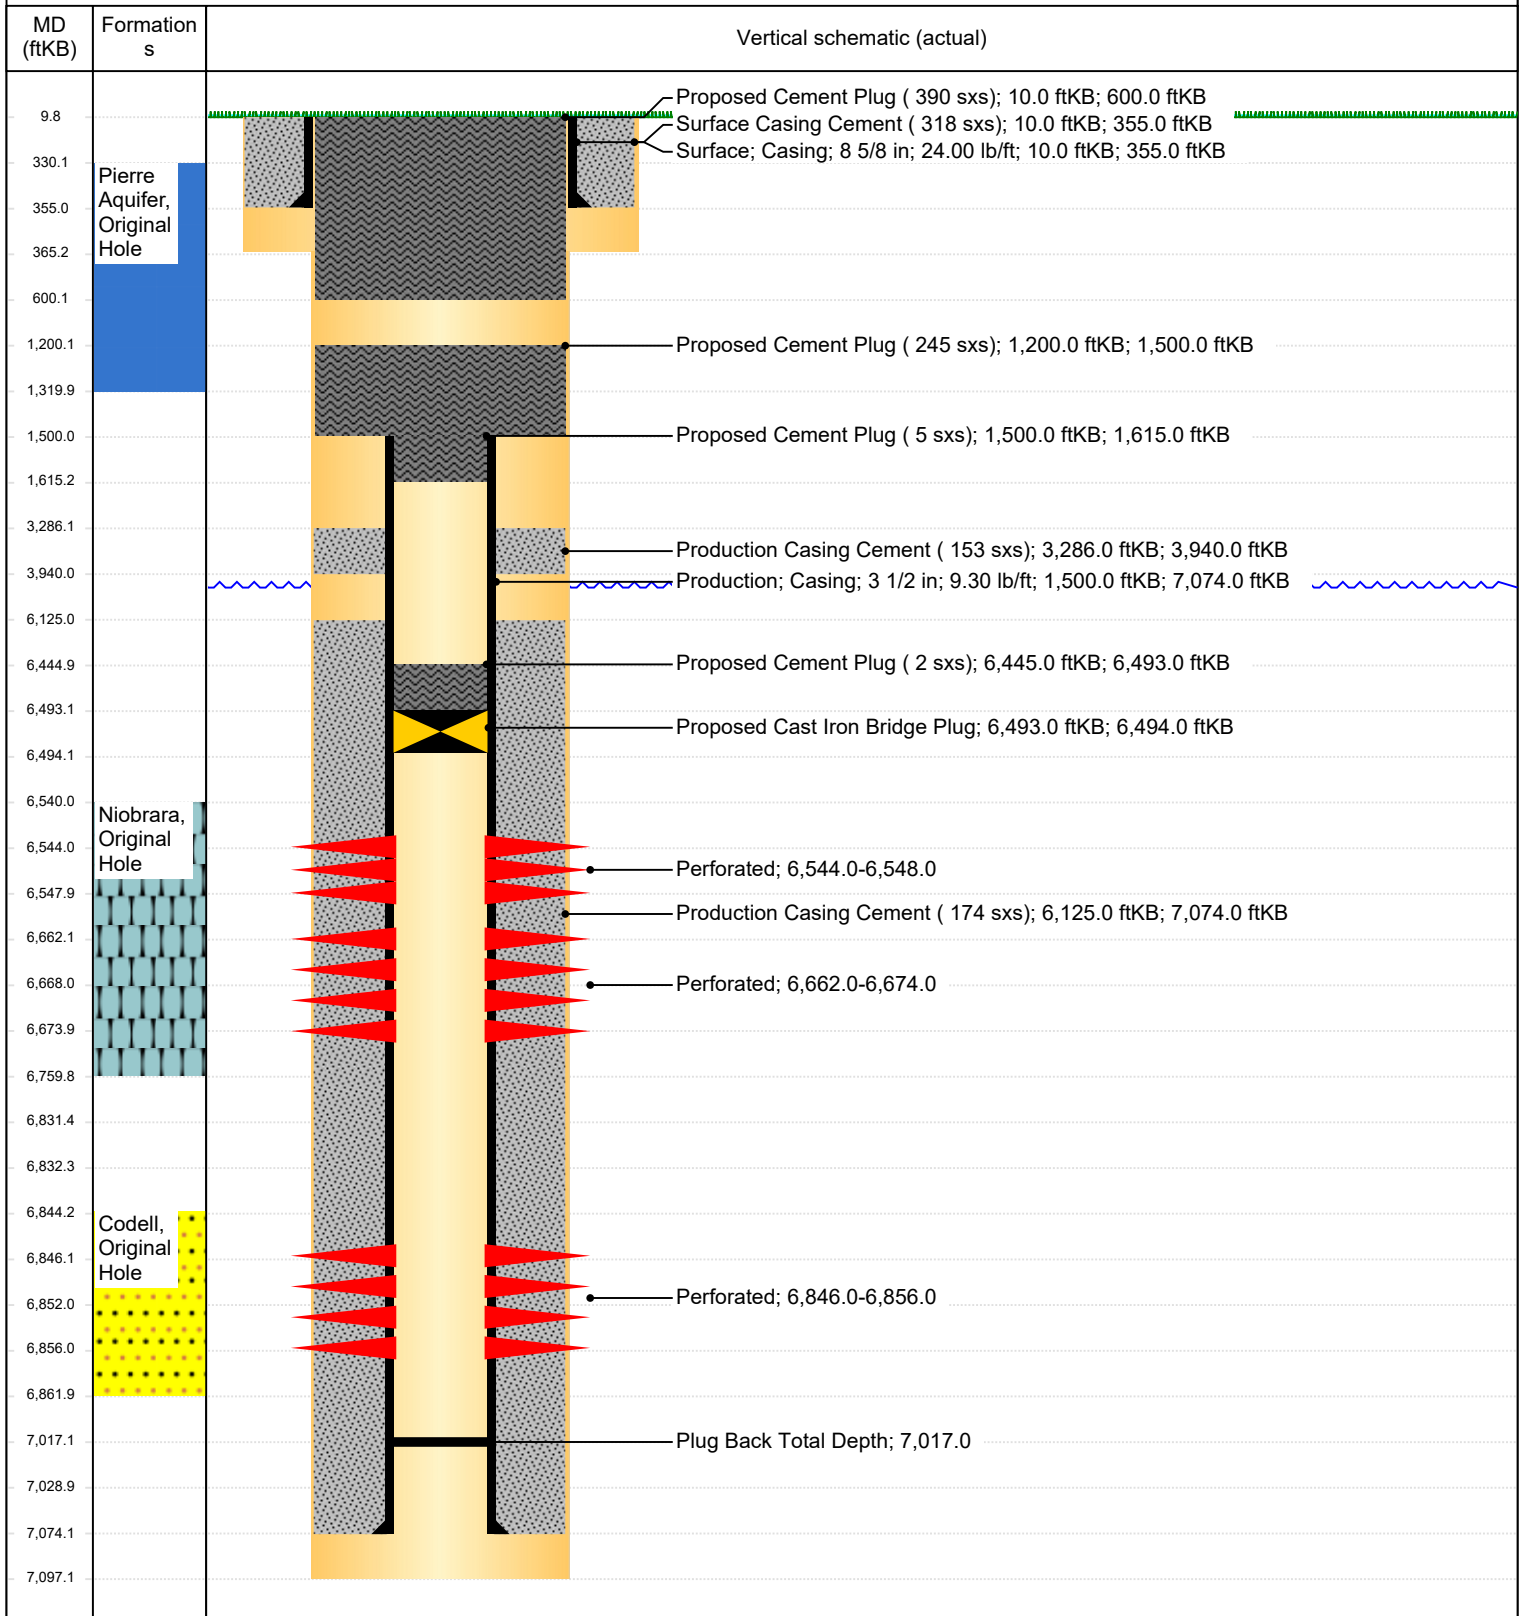 MD
(ftKB)
Formation
s
Vertical schematic (actual)
9.8
330.1
355.0
365.2
600.1
1,200.1
1,319.9
1,500.0
1,615.2
3,286.1
3,940.0
6,125.0
6,444.9
6,493.1
6,494.1
6,540.0
6,544.0
6,547.9
6,662.1
6,668.0
6,673.9
6,759.8
6,831.4
6,832.3
6,844.2
6,846.1
6,852.0
6,856.0
6,861.9
7,017.1
7,028.9
7,074.1
7,097.1
Pierre
Aquifer,
Original
Hole
Niobrara,
Original
Hole
Codell,
Original
Hole
Proposed Cement Plug ( 390 sxs); 10.0 ftKB; 600.0 ftKB
Surface Casing Cement ( 318 sxs); 10.0 ftKB; 355.0 ftKB
Surface; Casing; 8 5/8 in; 24.00 lb/ft; 10.0 ftKB; 355.0 ftKB
Proposed Cement Plug ( 245 sxs); 1,200.0 ftKB; 1,500.0 ftKB
Proposed Cement Plug ( 5 sxs); 1,500.0 ftKB; 1,615.0 ftKB
Production Casing Cement ( 153 sxs); 3,286.0 ftKB; 3,940.0 ftKB
Production; Casing; 3 1/2 in; 9.30 lb/ft; 1,500.0 ftKB; 7,074.0 ftKB
Proposed Cement Plug ( 2 sxs); 6,445.0 ftKB; 6,493.0 ftKB
Proposed Cast Iron Bridge Plug; 6,493.0 ftKB; 6,494.0 ftKB
Perforated; 6,544.0-6,548.0
Production Casing Cement ( 174 sxs); 6,125.0 ftKB; 7,074.0 ftKB
Perforated; 6,662.0-6,674.0
Perforated; 6,846.0-6,856.0
Plug Back Total Depth; 7,017.0